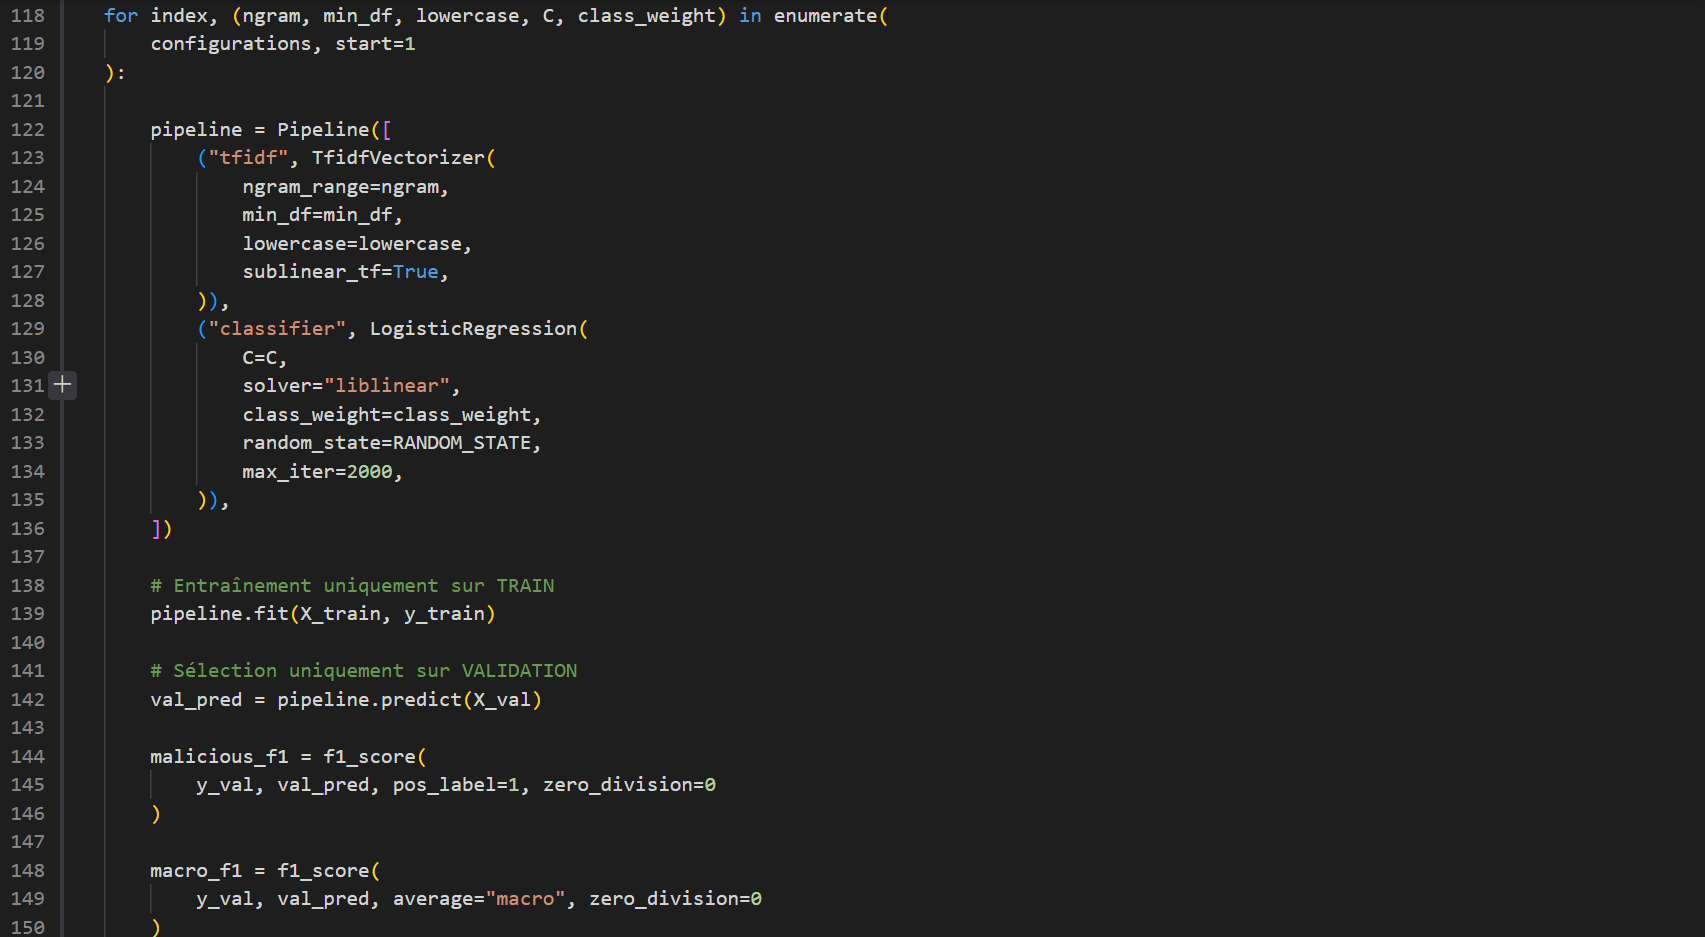 118 for index, (ngram, min_df, lowercase, C, class_weight) in enumerate(
119     configurations, start=1
120 ):
121
122     pipeline = Pipeline([
123         ("tfidf", TfidfVectorizer(
124             ngram_range=ngram,
125             min_df=min_df,
126             lowercase=lowercase,
127             sublinear_tf=True,
128         )),
129         ("classifier", LogisticRegression(
130             C=C,
131             solver="liblinear",
132             class_weight=class_weight,
133             random_state=RANDOM_STATE,
134             max_iter=2000,
135         )),
136     ])
137
138     # Entraînement uniquement sur TRAIN
139     pipeline.fit(X_train, y_train)
140
141     # Sélection uniquement sur VALIDATION
142     val_pred = pipeline.predict(X_val)
143
144     malicious_f1 = f1_score(
145         y_val, val_pred, pos_label=1, zero_division=0
146     )
147
148     macro_f1 = f1_score(
149         y_val, val_pred, average="macro", zero_division=0
150     )